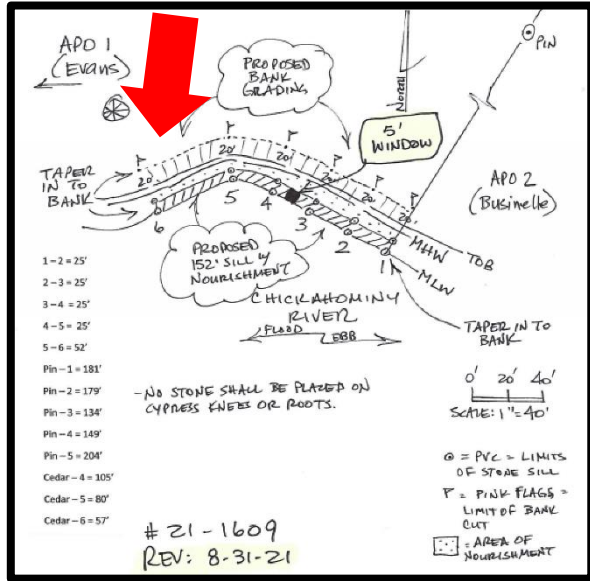 APO 1
(Evans)
PROPOSED
BANK
GRADING
NORTH
PIN
5'
WINDOW
APO 2
(Businelle)
TAPER
IN TO
BANK
20'
20'
20'
20'
20'
6
5
4
3
2
1
MHW
TOB
MLW
PROPOSED
152' SILL W/
NOURISHMENT
CHICKAHOMINY
RIVER
FLOOD
EBB
TAPER IN TO
BANK
1–2 = 25'
2–3 = 25'
3–4 = 25'
4–5 = 25'
5–6 = 52'
Pin–1 = 181'
Pin–2 = 179'
Pin–3 = 134'
Pin–4 = 149'
Pin–5 = 204'
Cedar–4 = 105'
Cedar–5 = 80'
Cedar–6 = 57'
-NO STONE SHALL BE PLACED ON
CYPRESS KNEES OR ROOTS.
0' 20' 40'
SCALE: 1"=40'
= PVC = LIMITS
OF STONE SILL
= PINK FLAGS =
LIMIT OF BANK
CUT
= AREA OF
NOURISHMENT
# 21-1609
REV: 8-31-21